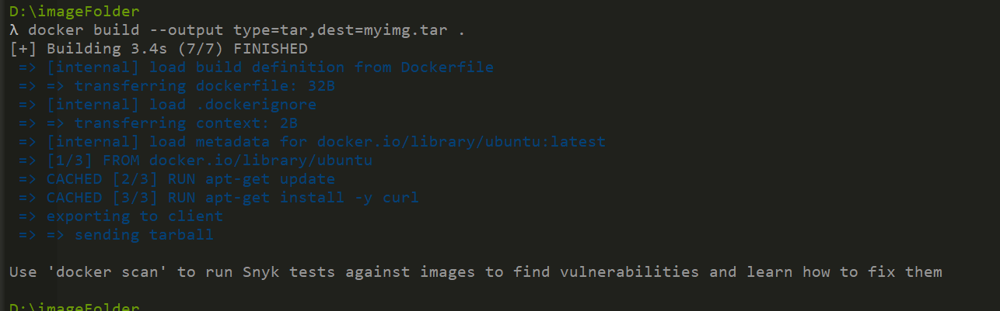 D:\imageFolder
λ docker build --output type=tar,dest=myimg.tar .
[+] Building 3.4s (7/7) FINISHED
=> [internal] load build definition from Dockerfile
=> => transferring dockerfile: 32B
=> [internal] load .dockerignore
=> => transferring context: 2B
=> [internal] load metadata for docker.io/library/ubuntu:latest
=> [1/3] FROM docker.io/library/ubuntu
=> CACHED [2/3] RUN apt-get update
=> CACHED [3/3] RUN apt-get install -y curl
=> exporting to client
=> => sending tarball
Use 'docker scan' to run Snyk tests against images to find vulnerabilities and learn how to fix them
D:\imageFolder